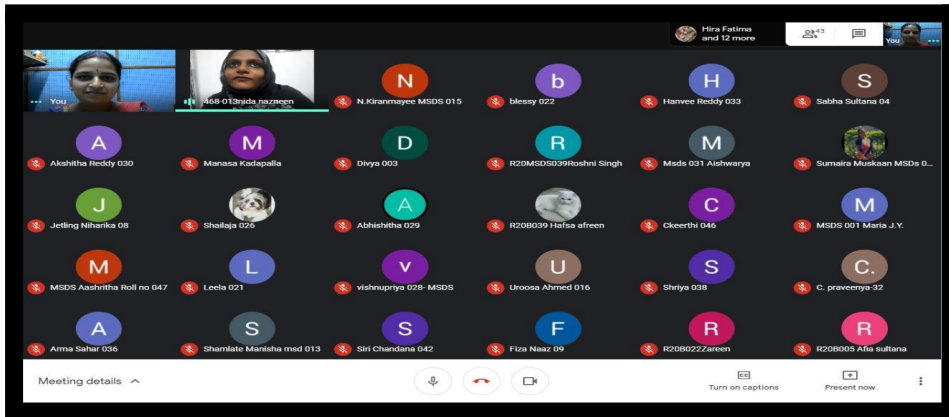 Hira Fatima
and 12 more
43
You
You
468-013nida nazneen
N
N.Kiranmayee MSDS 015
b
blessy 022
H
Hanvee Reddy 033
S
Sabha Sultana 04
A
Akshitha Reddy 030
M
Manasa Kadapalla
D
Divya 003
R
R20MSDS039Roshni Singh
M
Msds 031 Aishwarya
Sumaira Muskaan MSDs 0...
J
Jetling Niharika 08
Shailaja 026
A
Abhishitha 029
R20B039 Hafsa afreen
C
Ckeerthi 046
M
MSDS 001 Maria J.Y.
M
MSDS Aashritha Roll no 047
L
Leela 021
v
vishnupriya 028- MSDS
U
Uroosa Ahmed 016
S
Shriya 038
C.
C. praveenya-32
A
Arma Sahar 036
S
Shamlate Manisha msd 013
S
Siri Chandana 042
F
Fiza Naaz 09
R
R20B022Zareen
R
R20B005 Afia sultana
Meeting details
CC
Turn on captions
Present now